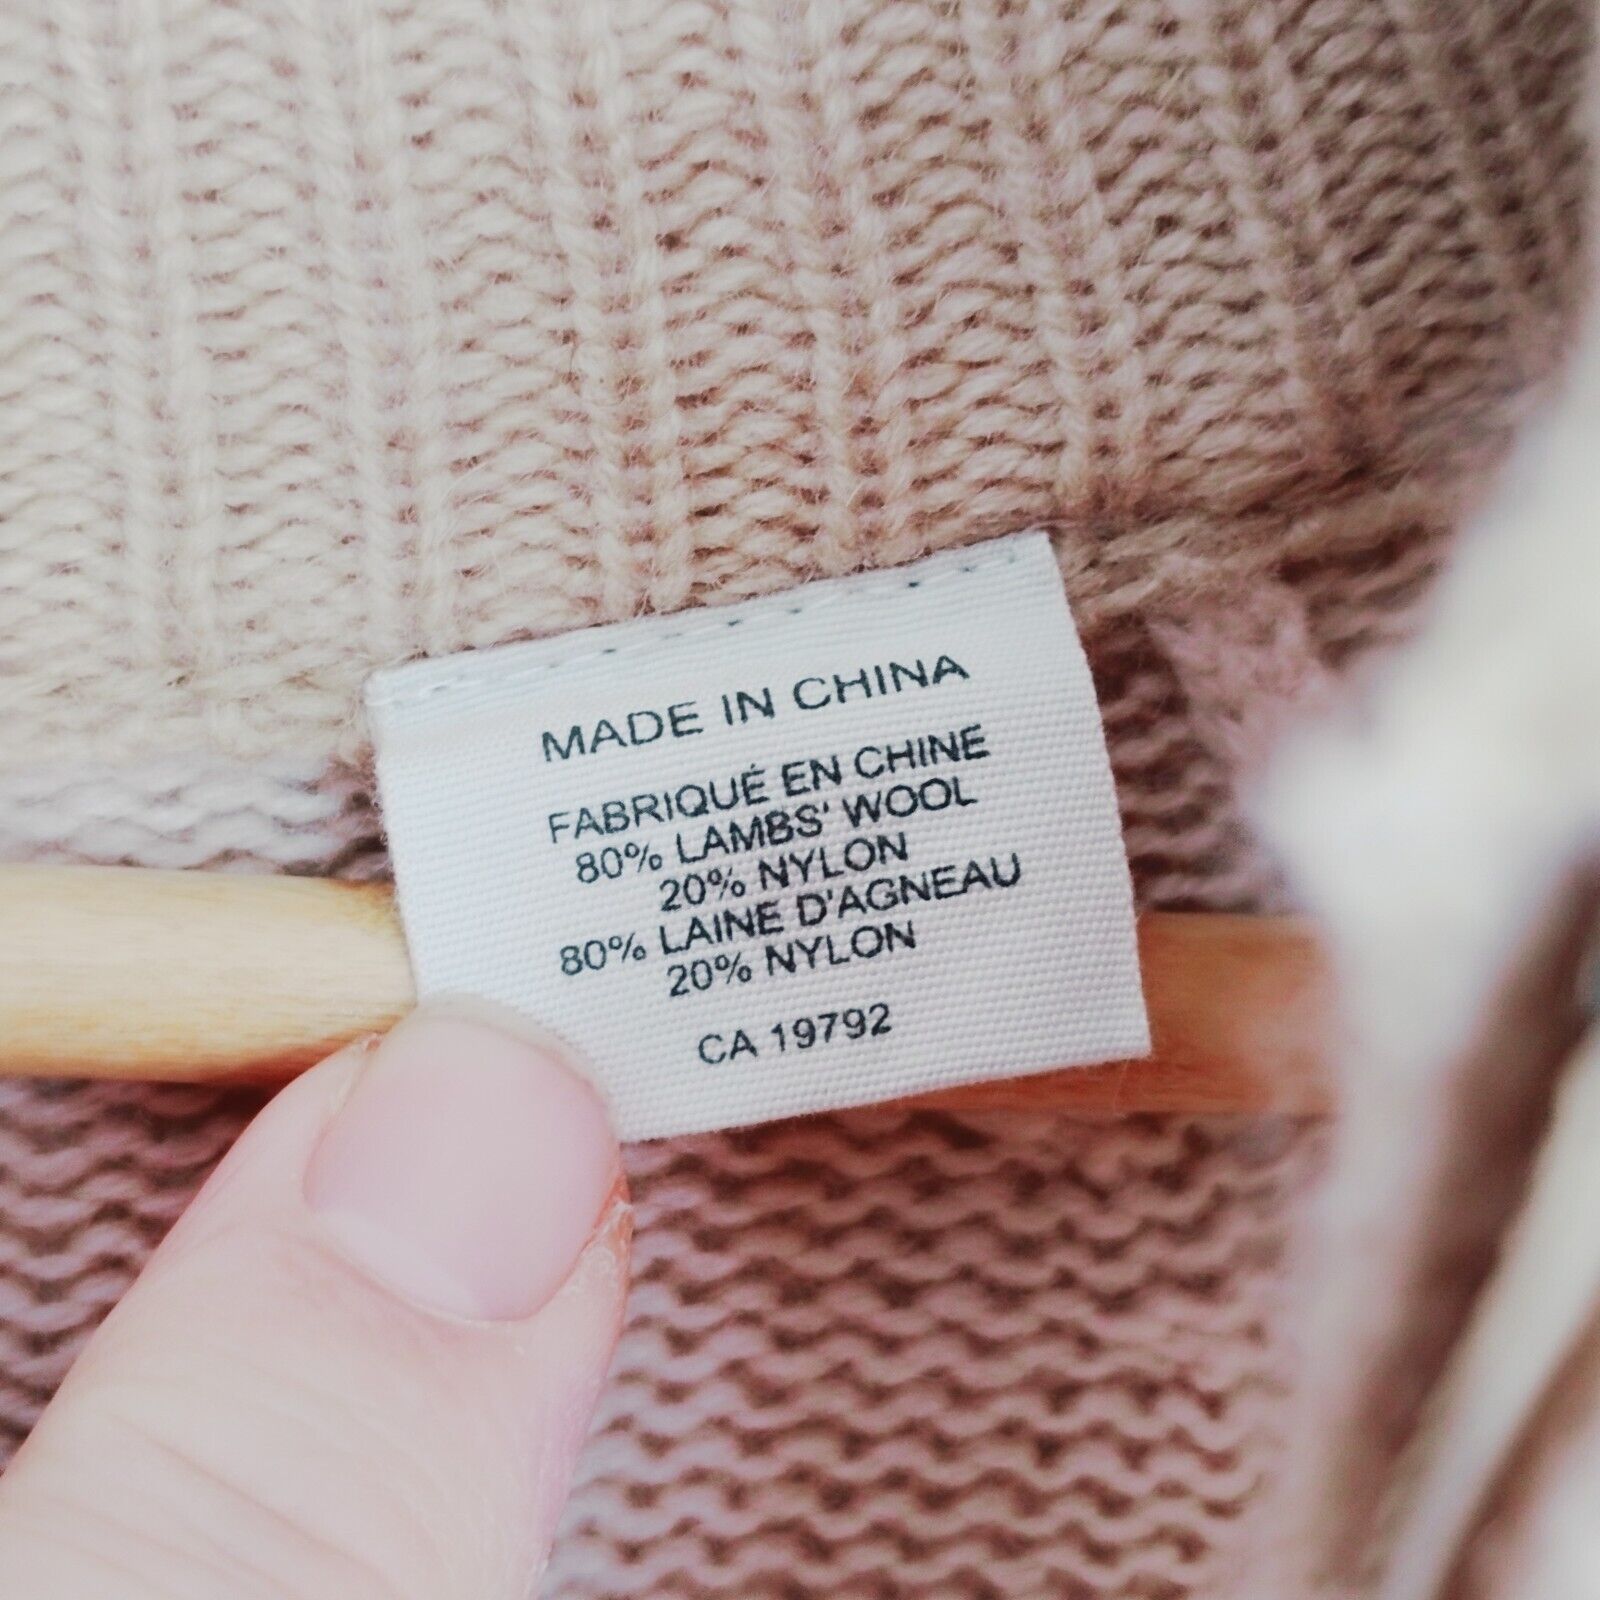 MADE IN CHINA
FABRIQUÉ EN CHINE
80% LAMBS' WOOL
20% NYLON
80% LAINE D'AGNEAU
20% NYLON
CA 19792